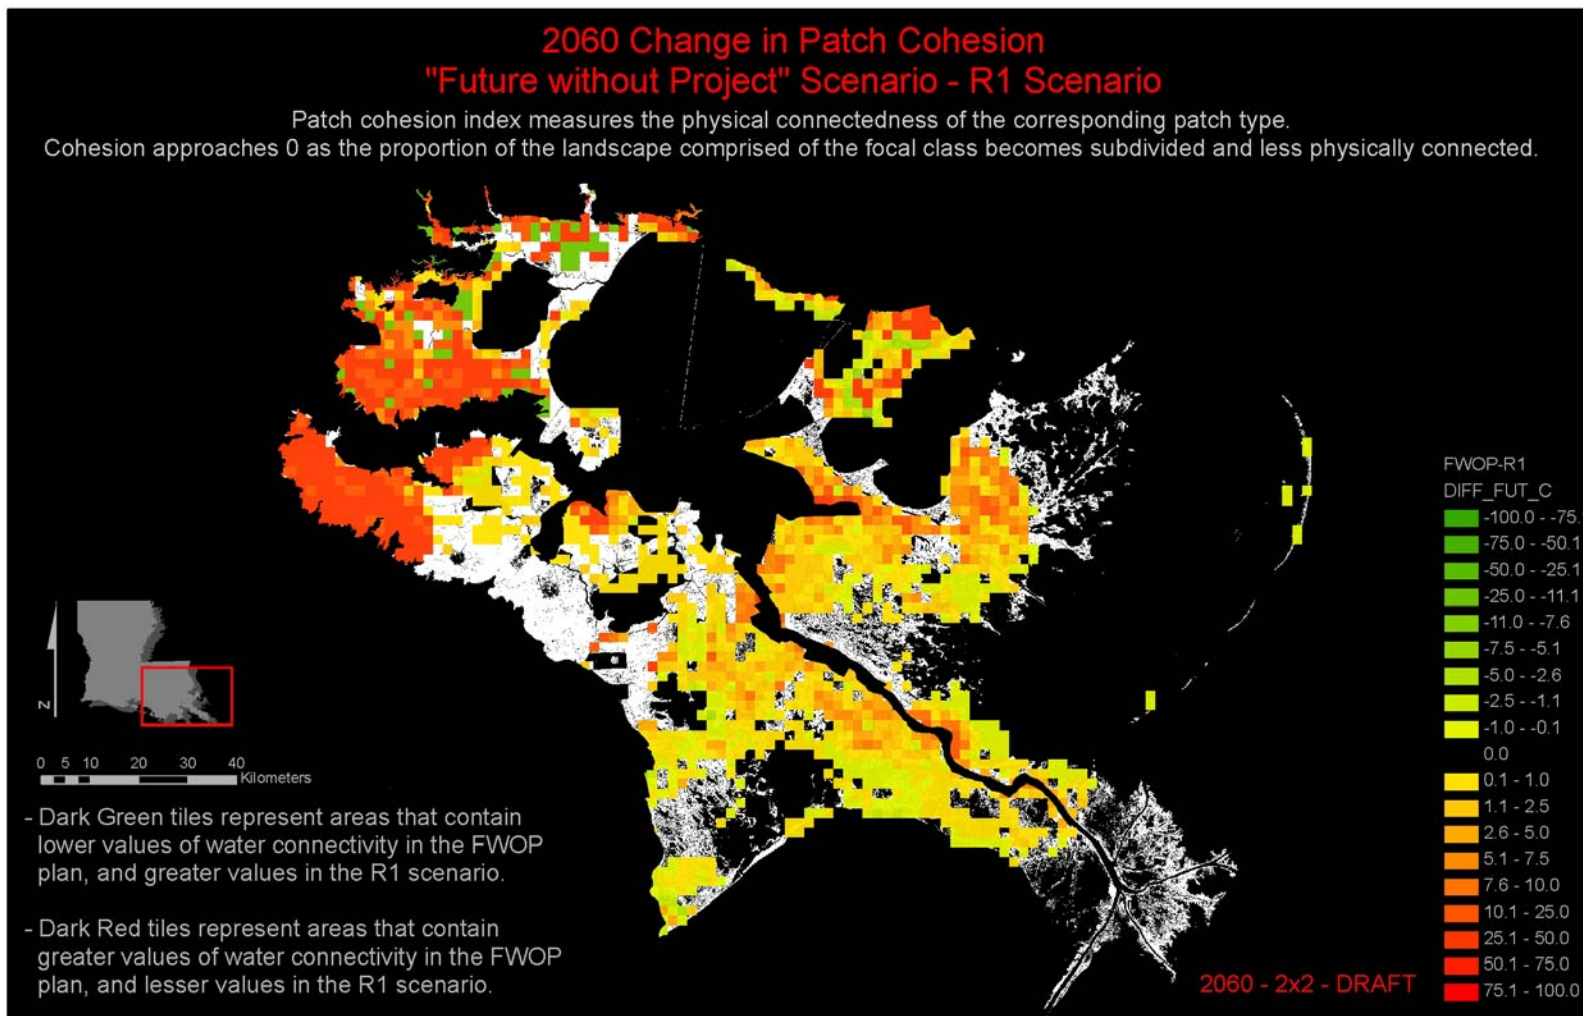 2060 Change in Patch Cohesion
"Future without Project" Scenario - R1 Scenario
Patch cohesion index measures the physical connectedness of the corresponding patch type.
Cohesion approaches 0 as the proportion of the landscape comprised of the focal class becomes subdivided and less physically connected.
FWOP-R1
DIFF_FUT_C
-100.0 - -75.
-75.0 - -50.1
-50.0 - -25.1
-25.0 - -11.1
-11.0 - -7.6
-7.5 - -5.1
-5.0 - -2.6
-2.5 - -1.1
-1.0 - -0.1
0.0
0.1 - 1.0
1.1 - 2.5
2.6 - 5.0
5.1 - 7.5
7.6 - 10.0
10.1 - 25.0
25.1 - 50.0
50.1 - 75.0
75.1 - 100.0
N
0 5 10 20 30 40
Kilometers
- Dark Green tiles represent areas that contain
lower values of water connectivity in the FWOP
plan, and greater values in the R1 scenario.
- Dark Red tiles represent areas that contain
greater values of water connectivity in the FWOP
plan, and lesser values in the R1 scenario.
2060 - 2x2 - DRAFT